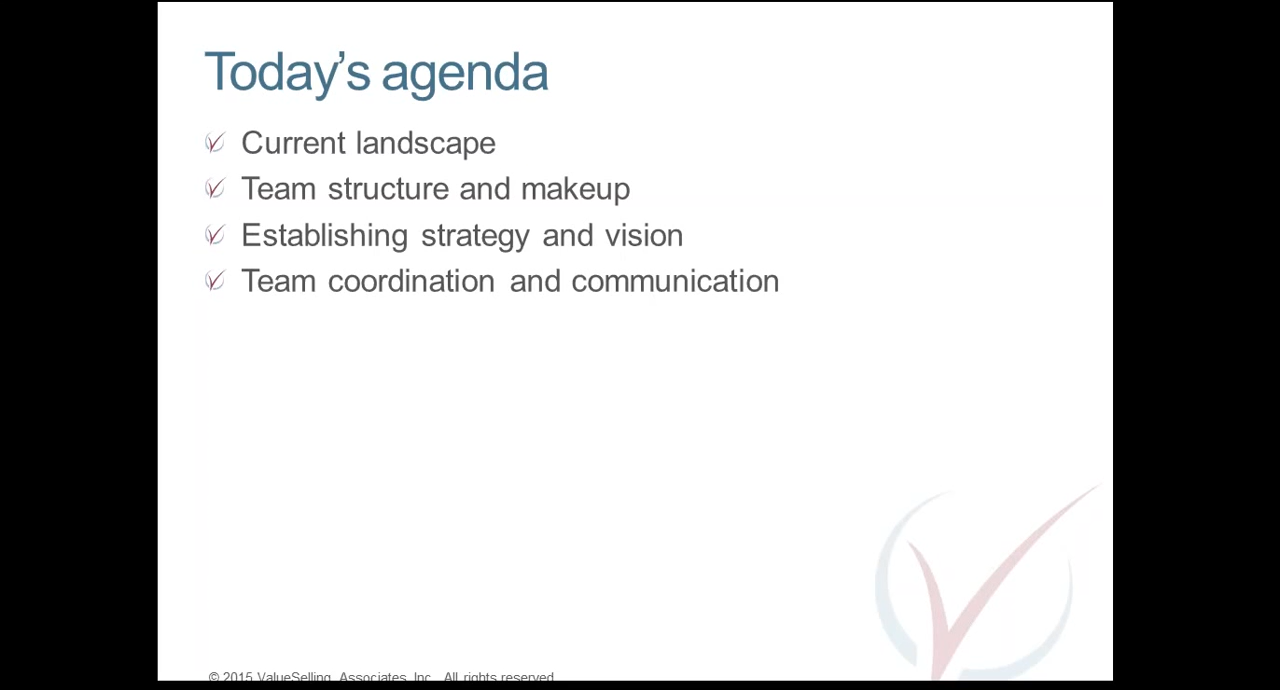 Today’s agenda
Current landscape
Team structure and makeup
Establishing strategy and vision
Team coordination and communication
© 2015 ValueSelling Associates, Inc. All rights reserved